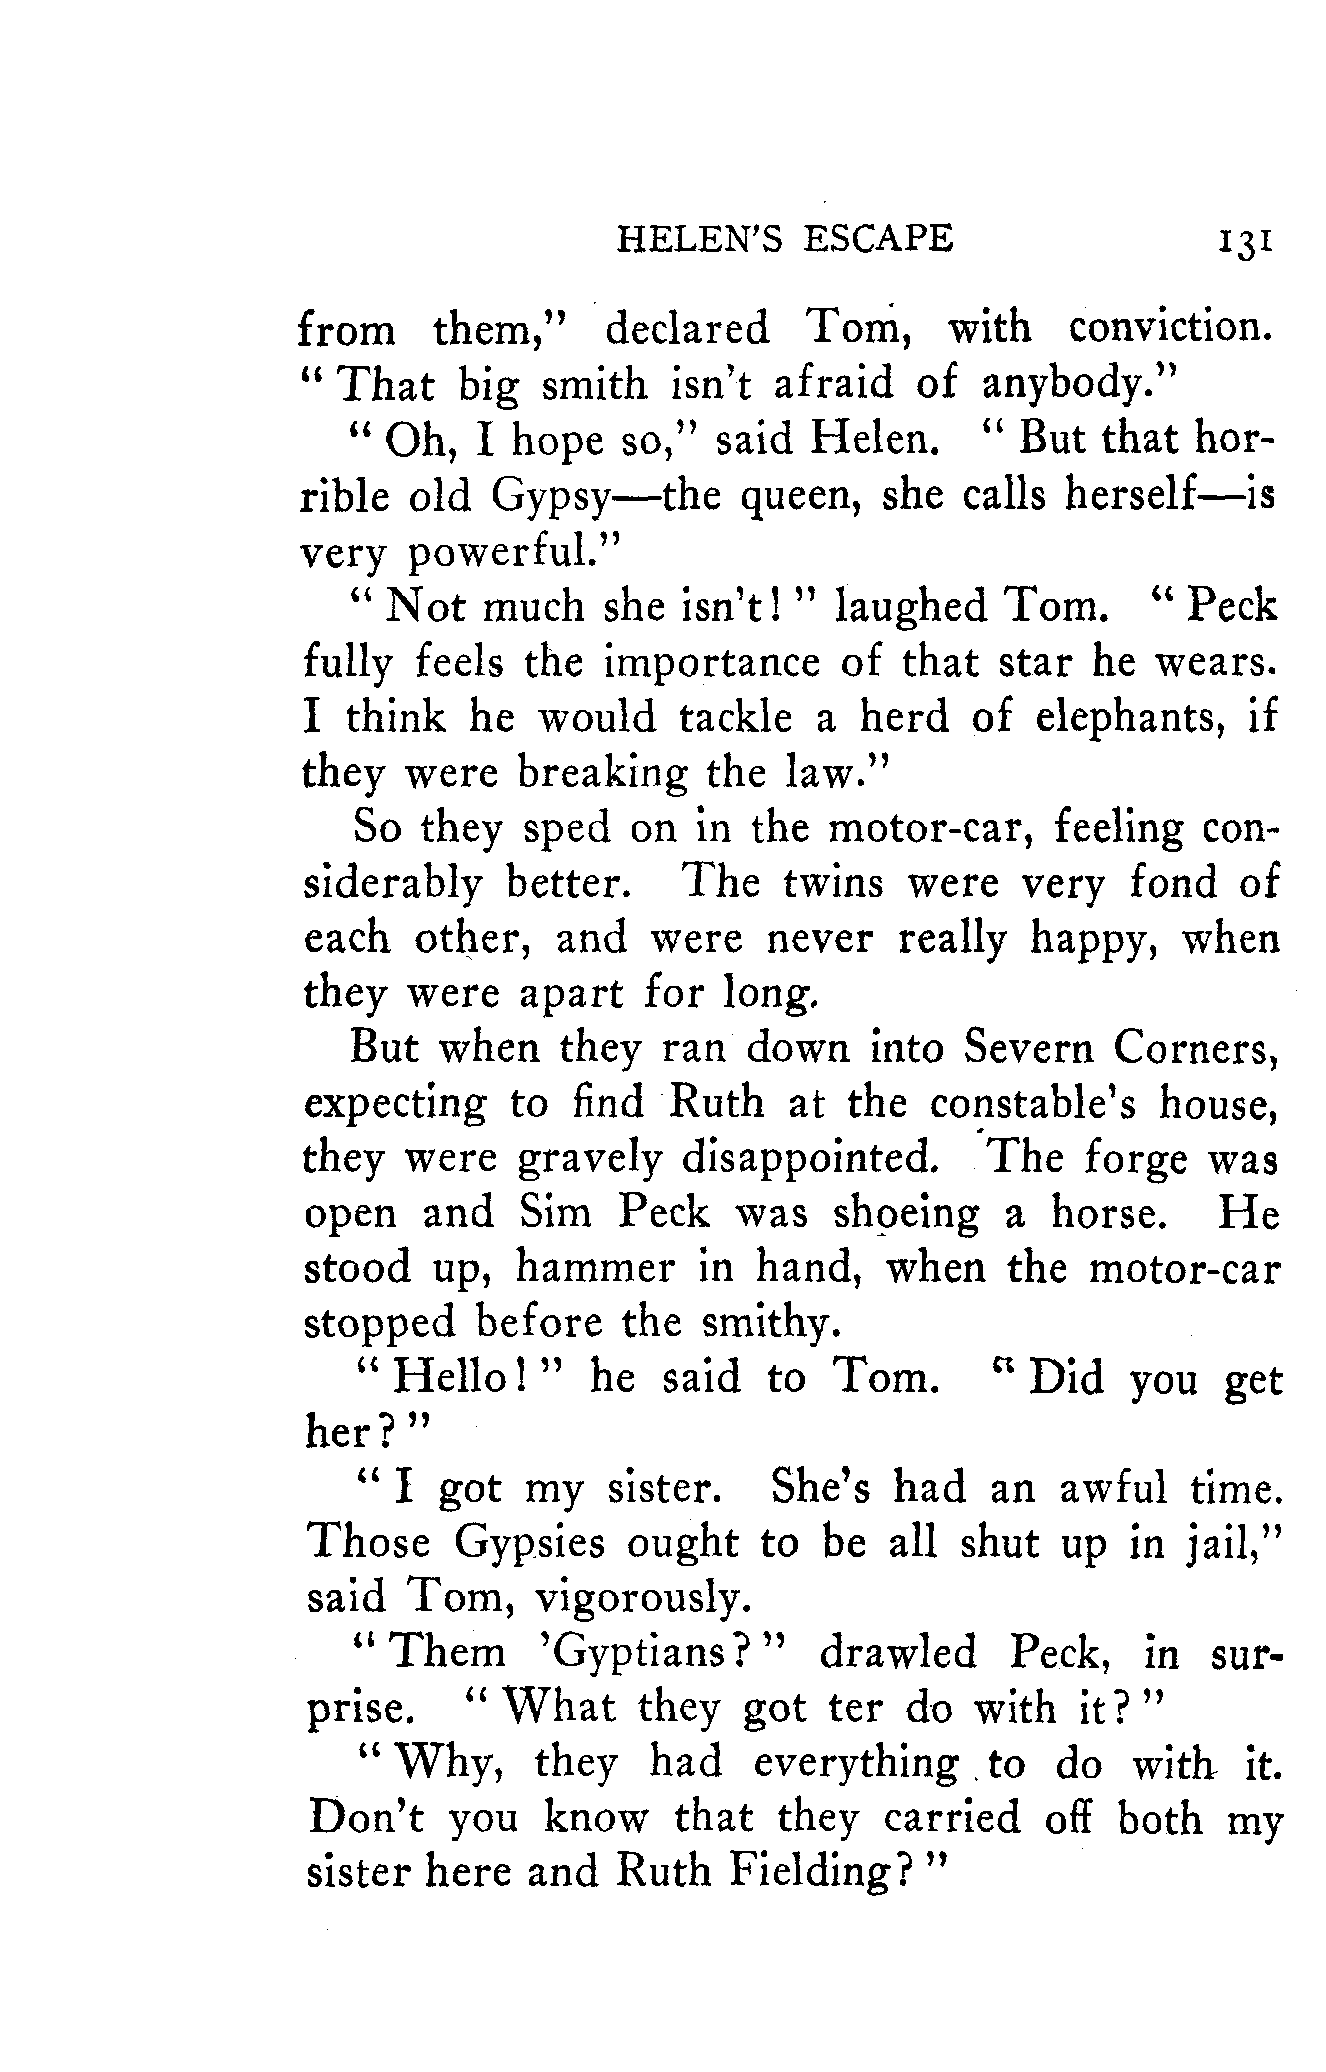 HELEN'S ESCAPE 131
from them," declared Tom, with conviction.
"That big smith isn't afraid of anybody."
"Oh, I hope so," said Helen. "But that hor-
rible old Gypsy—the queen, she calls herself—is
very powerful."
"Not much she isn't!" laughed Tom. "Peck
fully feels the importance of that star he wears.
I think he would tackle a herd of elephants, if
they were breaking the law."
So they sped on in the motor-car, feeling con-
siderably better. The twins were very fond of
each other, and were never really happy, when
they were apart for long.
But when they ran down into Severn Corners,
expecting to find Ruth at the constable's house,
they were gravely disappointed. The forge was
open and Sim Peck was shoeing a horse. He
stood up, hammer in hand, when the motor-car
stopped before the smithy.
"Hello!" he said to Tom. "Did you get
her?"
"I got my sister. She's had an awful time.
Those Gypsies ought to be all shut up in jail,"
said Tom, vigorously.
"Them 'Gyptians?" drawled Peck, in sur-
prise. "What they got ter do with it?"
"Why, they had everything to do with it.
Don't you know that they carried off both my
sister here and Ruth Fielding?"